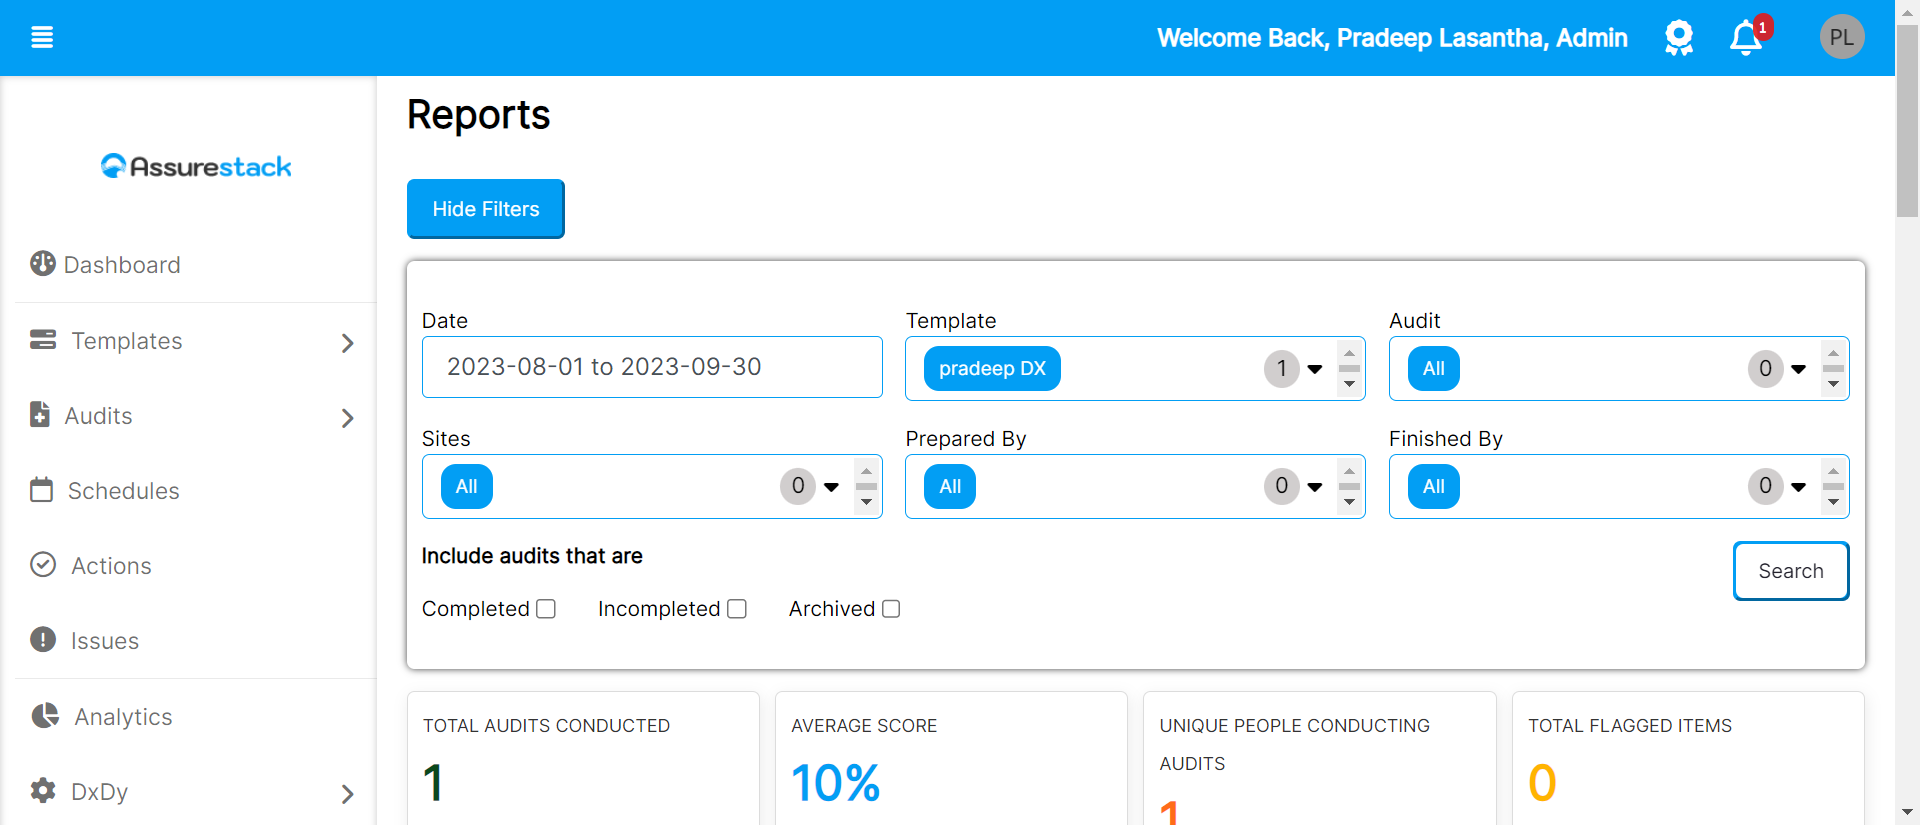 Welcome Back, Pradeep Lasantha, Admin
1
PL
Assurestack
Dashboard
Templates
Audits
Schedules
Actions
Issues
Analytics
DxDy
Reports
Hide Filters
Date
2023-08-01 to 2023-09-30
Template
pradeep DX
1
Audit
All
0
Sites
All
0
Prepared By
All
0
Finished By
All
0
Include audits that are
Completed
Incompleted
Archived
Search
TOTAL AUDITS CONDUCTED
1
AVERAGE SCORE
10%
UNIQUE PEOPLE CONDUCTING
AUDITS
1
TOTAL FLAGGED ITEMS
0